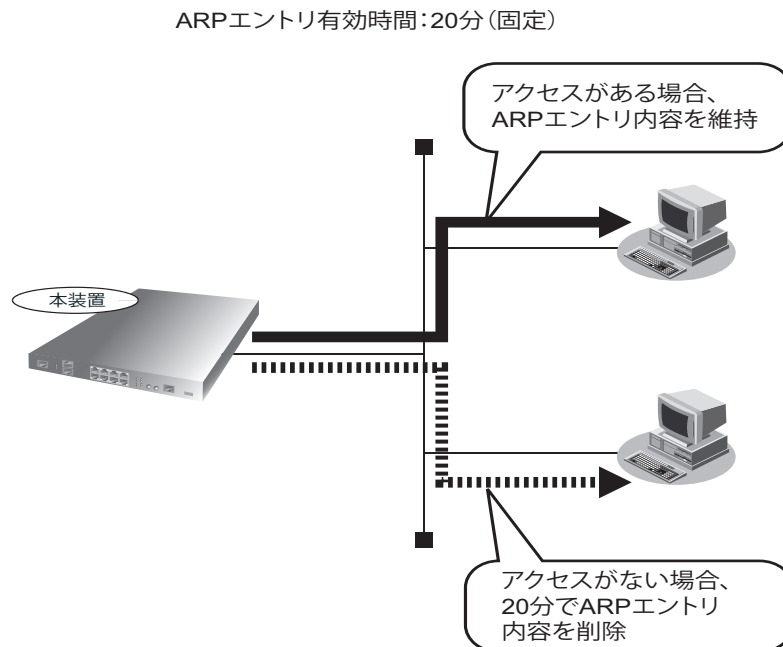 ARPエントリ有効時間：20分（固定）
アクセスがある場合、
ARPエントリ内容を維持
本装置
アクセスがない場合、
20分でARPエントリ
内容を削除